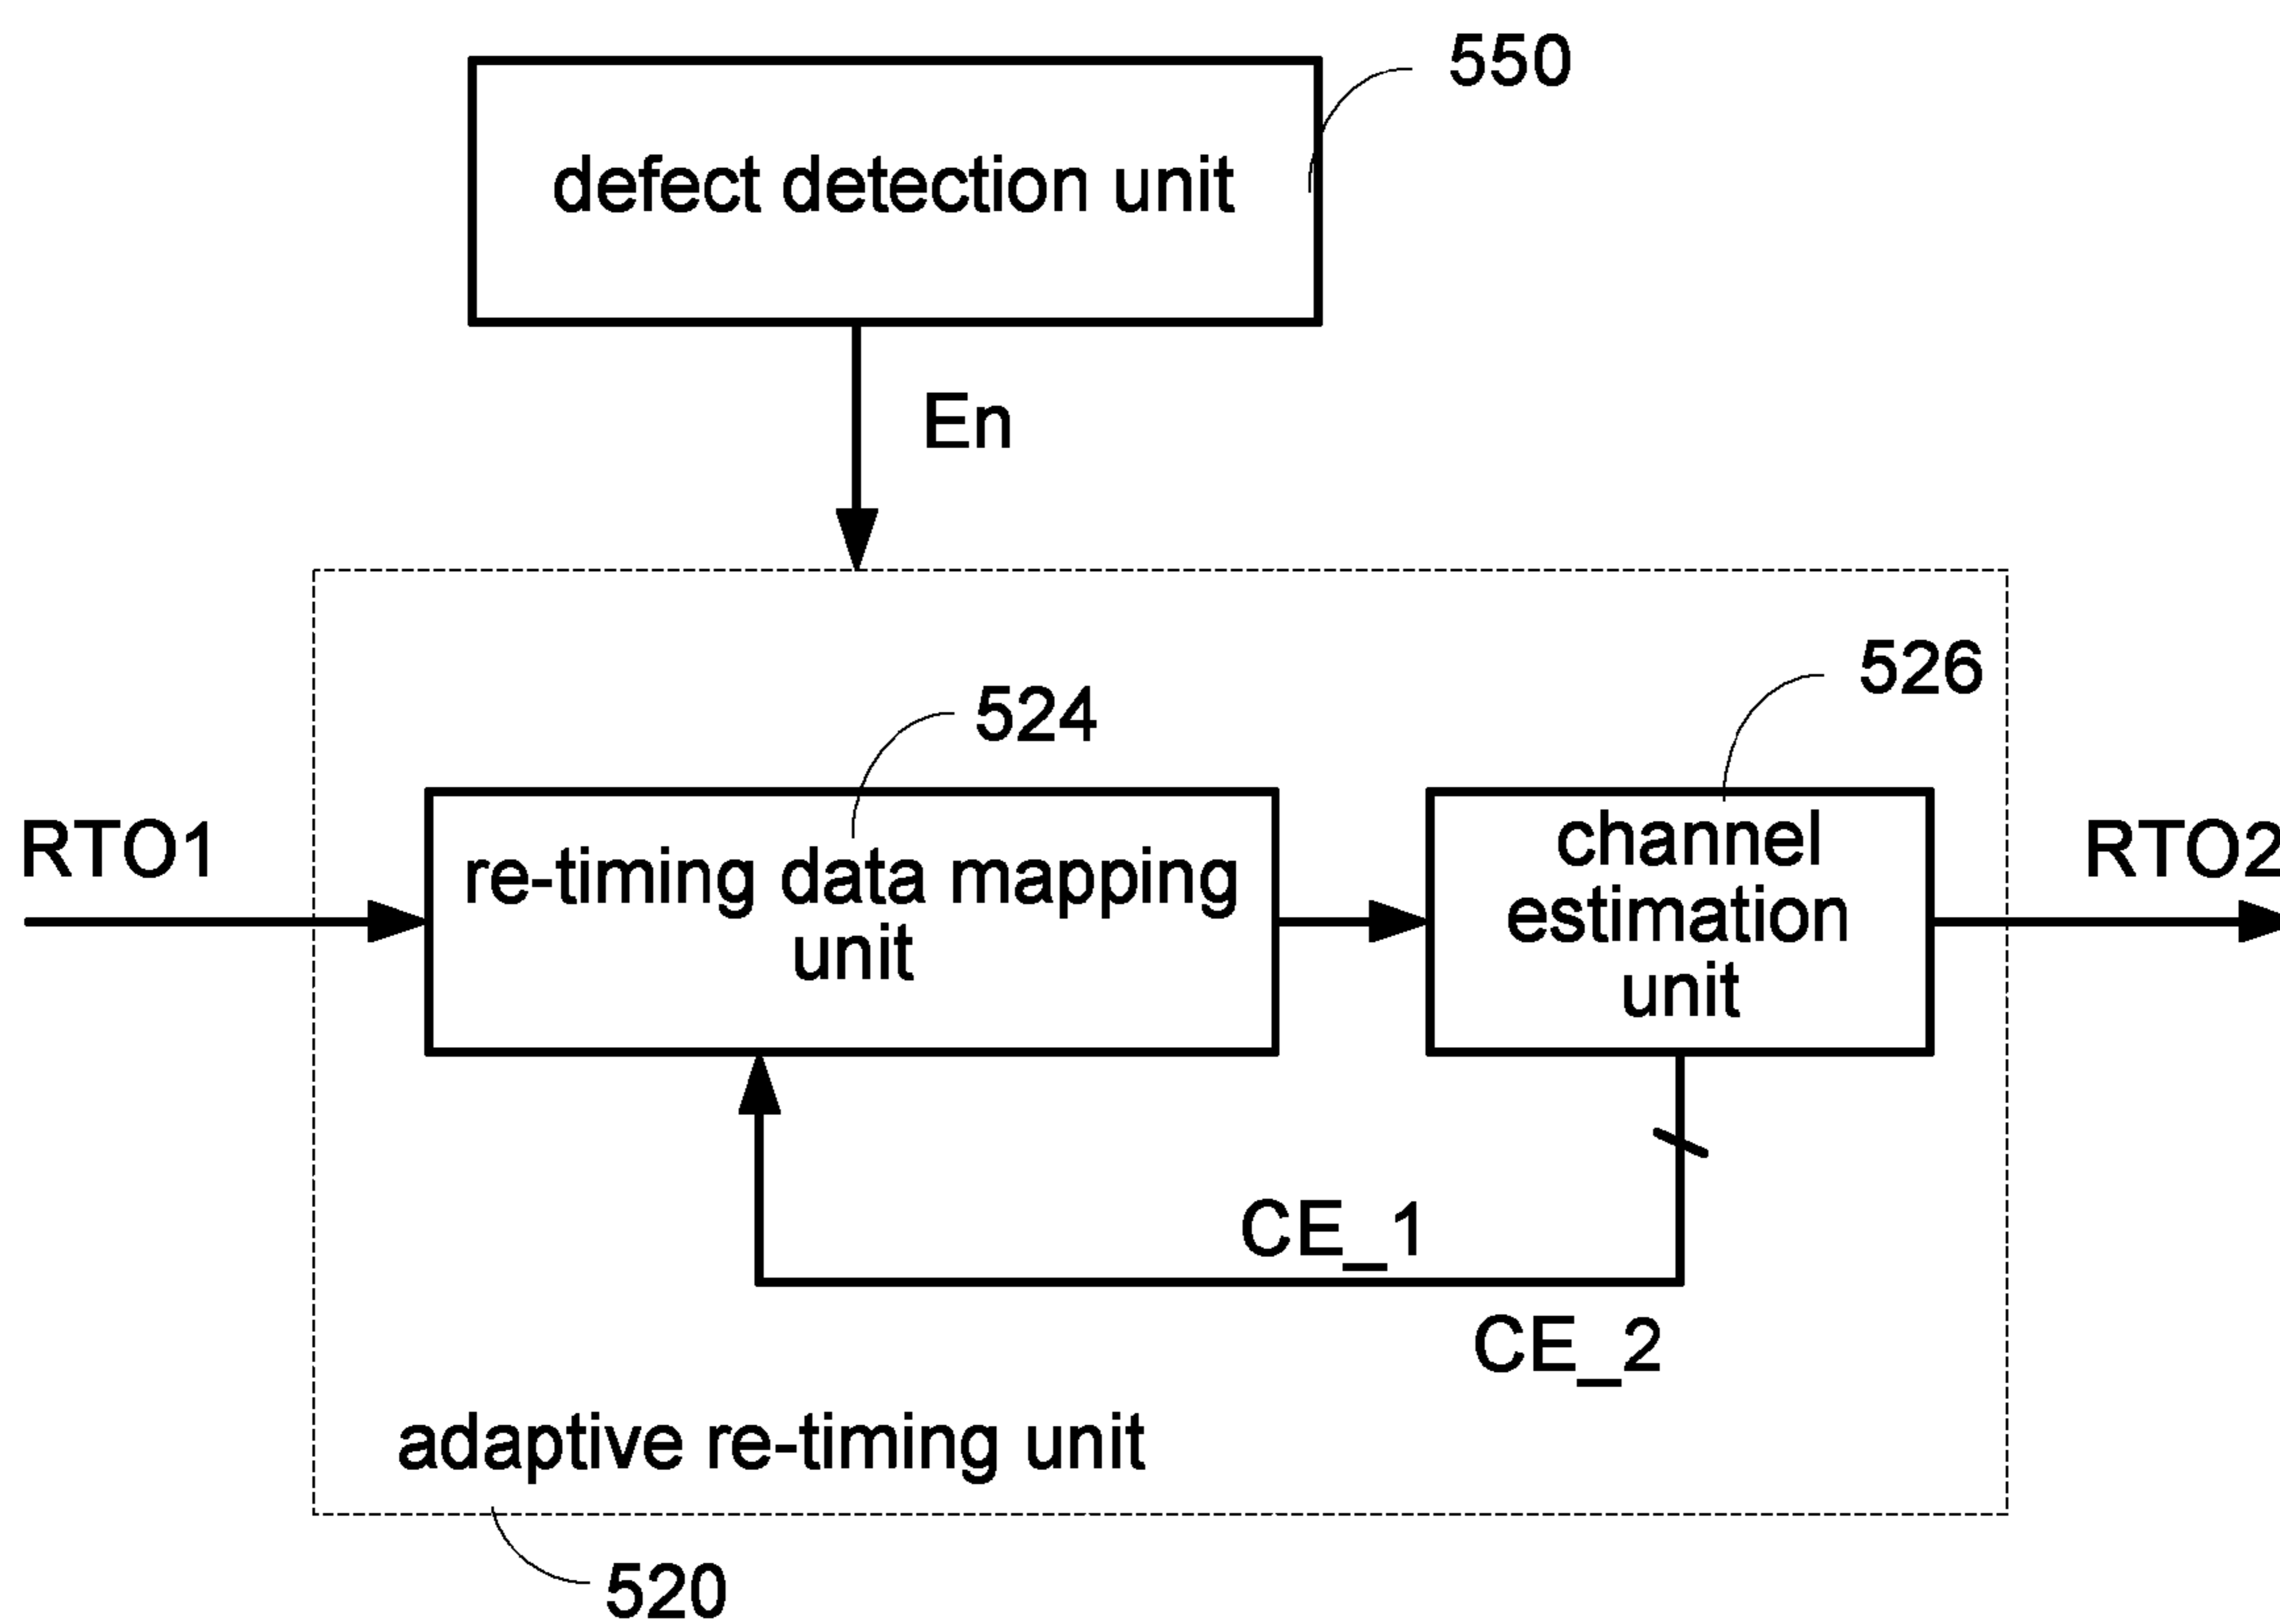 550
defect detection unit
En
526
524
RTO1
re-timing data mapping
unit
channel
estimation
unit
RTO2
CE_1
CE_2
adaptive re-timing unit
520